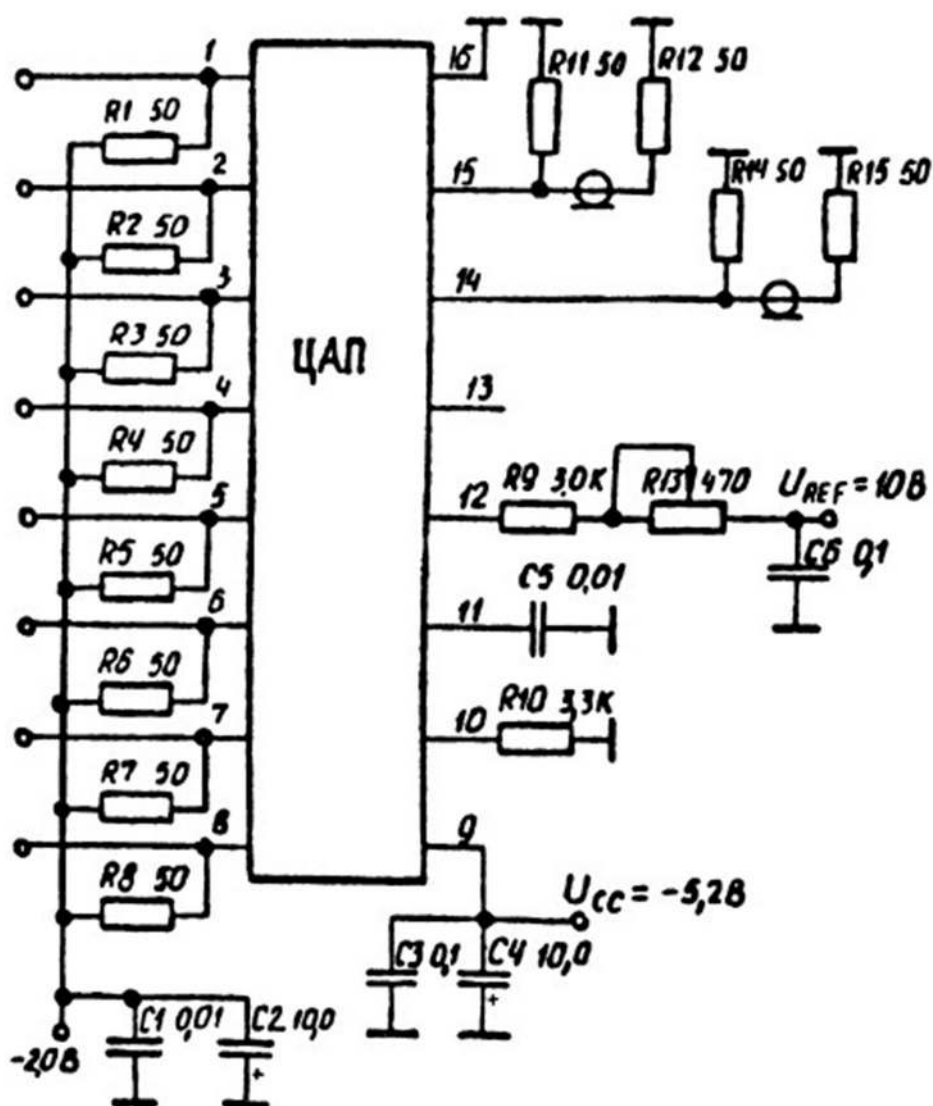 1
R1 50
2
R2 50
3
R3 50
4
R4 50
5
R5 50
6
R6 50
7
R7 50
8
R8 50
-2,0В
C1 0,01
C2 10,0
+
ЦАП
16
R11 50
R12 50
15
R14 50
R15 50
14
13
12
R9 3,0К
R13 470
U REF = 10В
C6 0,1
C5 0,01
11
R10 3,3К
10
9
U CC = -5,2В
C3 0,1
C4 10,0
+